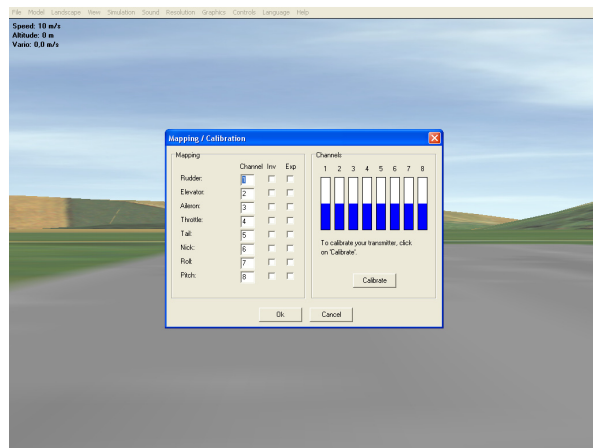 File Model Landscape View Simulation Sound Resolution Graphics Controls Language Help
Speed: 10 m/s
Altitude: 0 m
Vario: 0,0 m/s
Mapping / Calibration
Mapping
Channel Inv Exp
Rudder: 1
Elevator: 2
Aileron: 3
Throttle: 4
Tail: 5
Nick: 6
Roll: 7
Pitch: 8
Channels
1 2 3 4 5 6 7 8
To calibrate your transmitter, click
on 'Calibrate'.
Calibrate
Ok Cancel